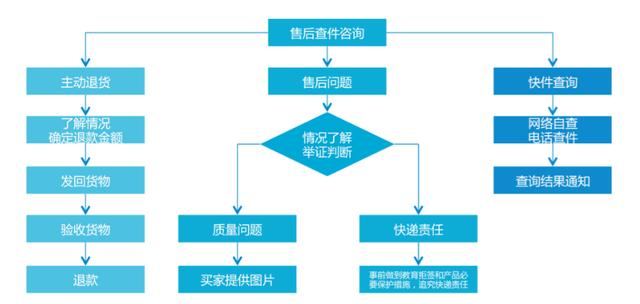 售后查件咨询
主动退货
售后问题
快件查询
了解情况
确定退款金额
情况了解
举证判断
网络自查
电话查件
发回货物
查询结果通知
验收货物
质量问题
快递责任
退款
买家提供图片
事前做到教育拒签和产品必
要保护措施，追究快递责任